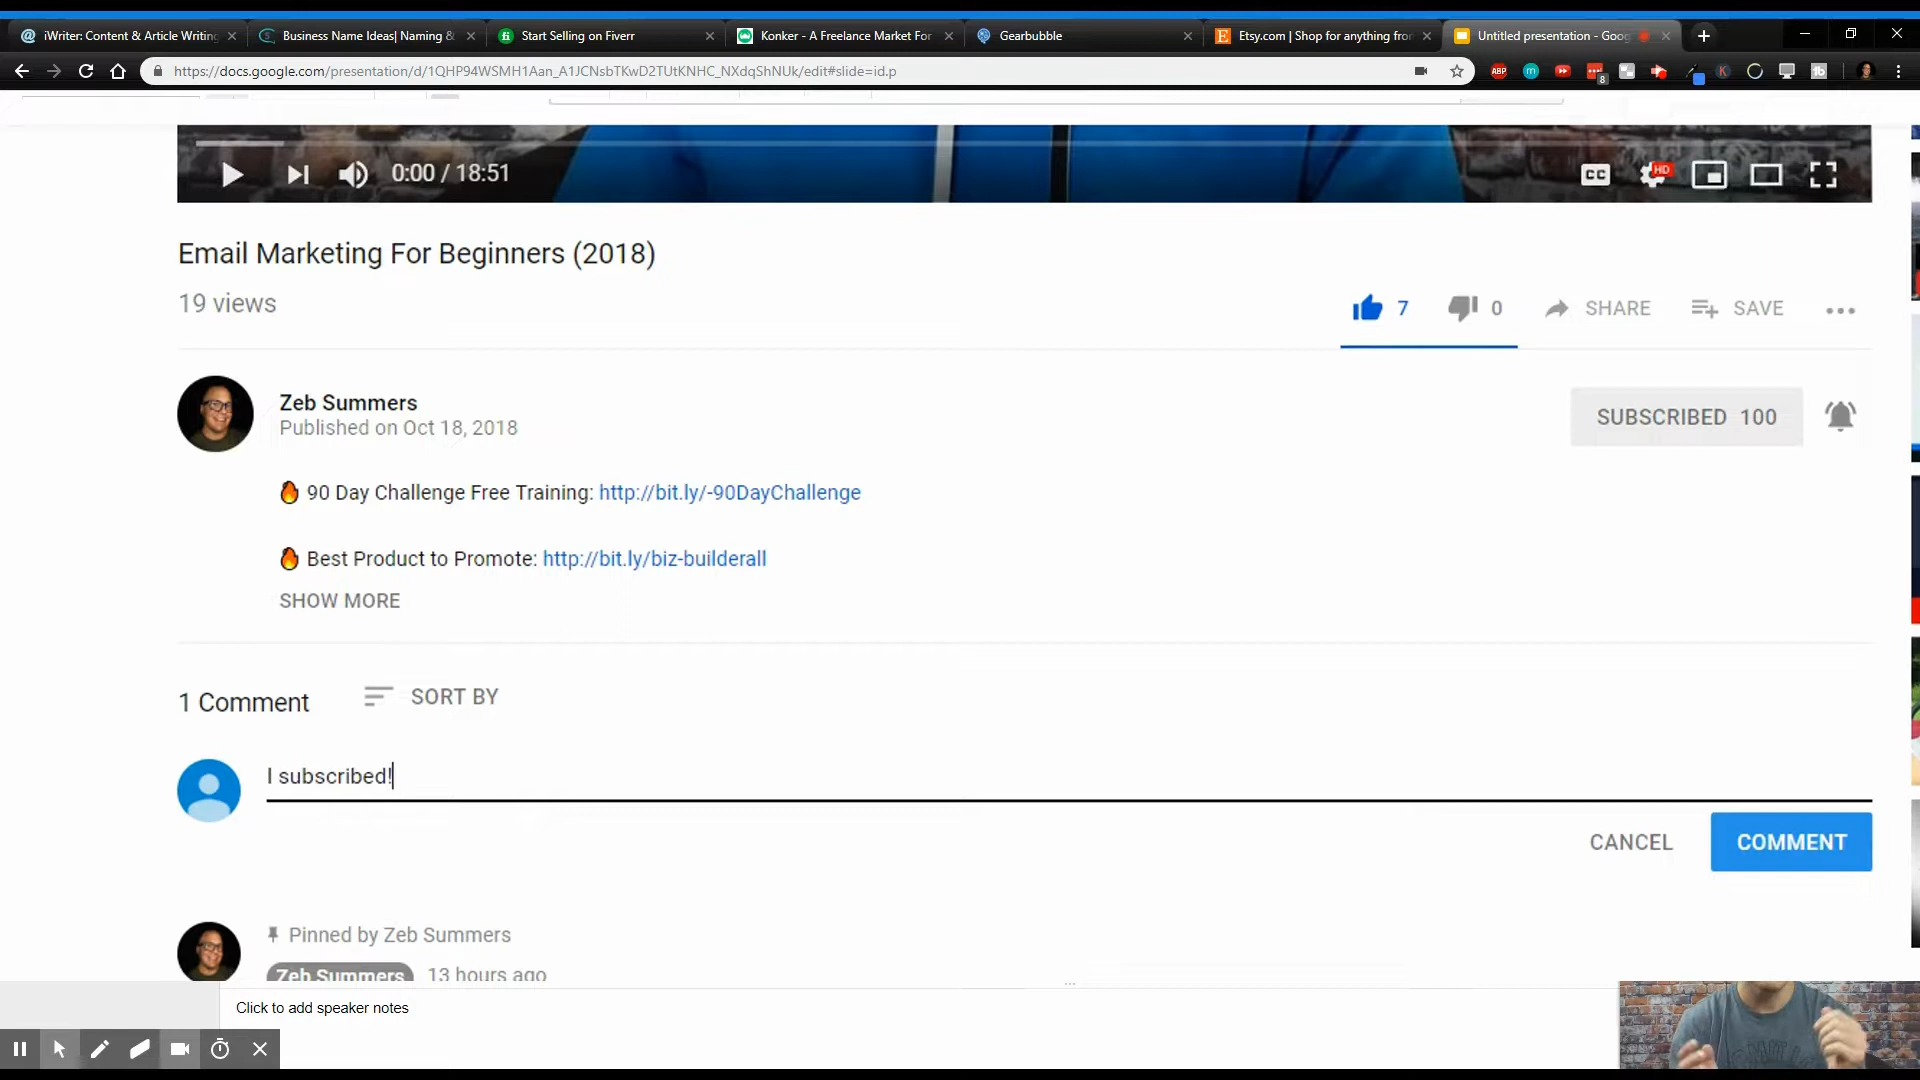 iWriter: Content & Article Writing
Business Name Ideas| Naming &
Start Selling on Fiverr
Konker - A Freelance Market For
Gearbubble
Etsy.com | Shop for anything fro
Untitled presentation - Goo
https://docs.google.com/presentation/d/1QHP94WSMH1Aan_A1JCNsbTKwD2TUtKNHC_NXdqShNUk/edit#slide=id.p
ABP
8
0:00 / 18:51
CC
HD
Email Marketing For Beginners (2018)
19 views
7
0
SHARE
SAVE
Zeb Summers
Published on Oct 18, 2018
SUBSCRIBED 100
90 Day Challenge Free Training: http://bit.ly/-90DayChallenge
Best Product to Promote: http://bit.ly/biz-builderall
SHOW MORE
1 Comment
SORT BY
I subscribed!
CANCEL
COMMENT
Pinned by Zeb Summers
Zeb Summers 13 hours ago
Click to add speaker notes